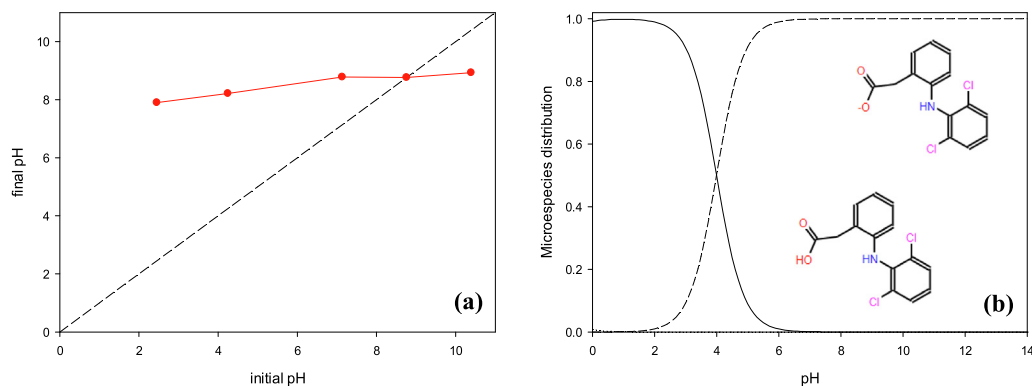 final pH
10
8
6
4
2
0
0
2
4
6
8
10
initial pH
(a)
Microespecies distribution
1.0
0.8
0.6
0.4
0.2
0.0
0
2
4
6
8
10
12
14
pH
(b)
O
-O
HN
Cl
Cl
O
HO
HN
Cl
Cl